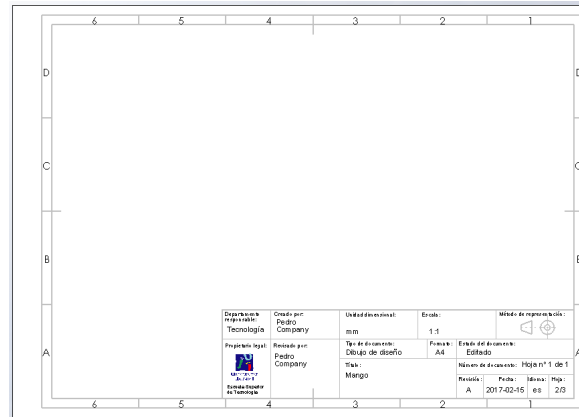 6 5 4 3 2 1
D
D
C
C
B
B
A
A
Departamento responsable:
Tecnología
Creado por:
Pedro
Company
Unidad dimensional:
mm
Escala:
1:1
Método de representación:
Propietario legal:
Escuela Superior
de Tecnología
Revisado por:
Pedro
Company
Tipo de documento:
Dibujo de diseño
Formato:
A4
Estado del documento:
Editado
Título:
Mango
Número de documento: Hoja nº 1 de 1
Revisión:
A
Fecha:
2017-02-16
Idioma:
es
Hoja:
2/3
6 5 4 3 2 1